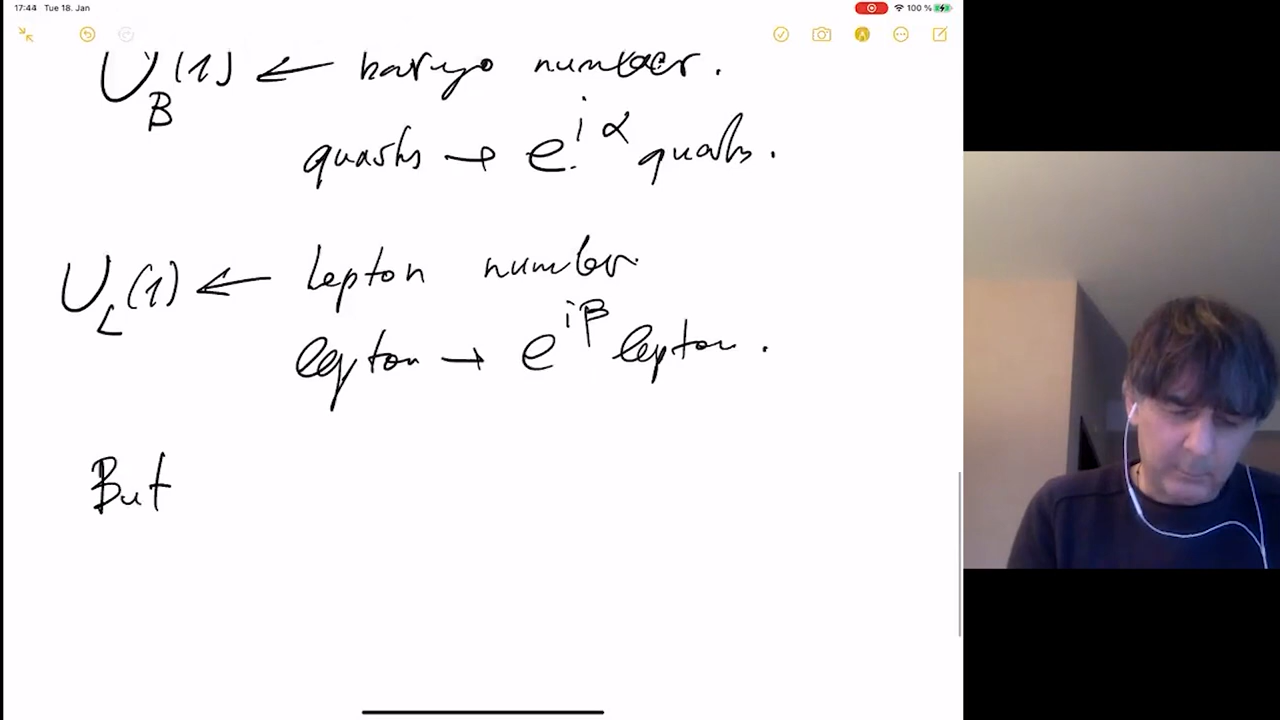 17:44 Tue 18. Jan 100 %
U_B(1) ← baryo number.
quarks → e^{iα} quarks.
U_L(1) ← lepton number.
lepton → e^{iβ} lepton.
But